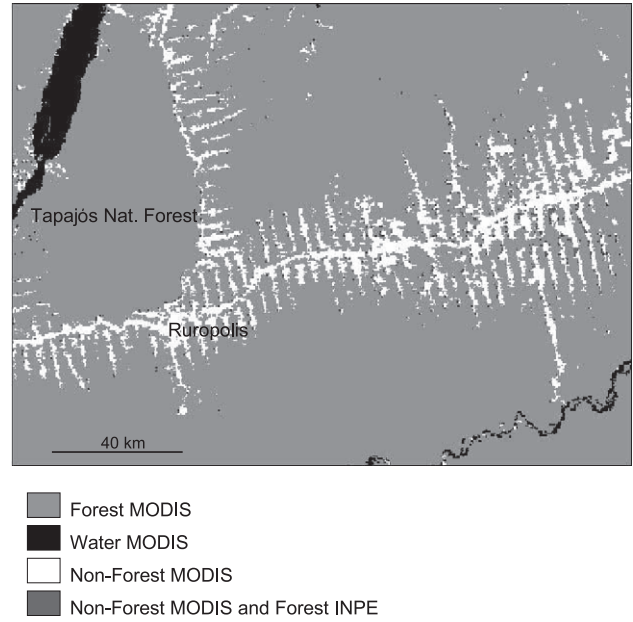 Tapajós Nat. Forest
Ruropolis
40 km
Forest MODIS
Water MODIS
Non-Forest MODIS
Non-Forest MODIS and Forest INPE